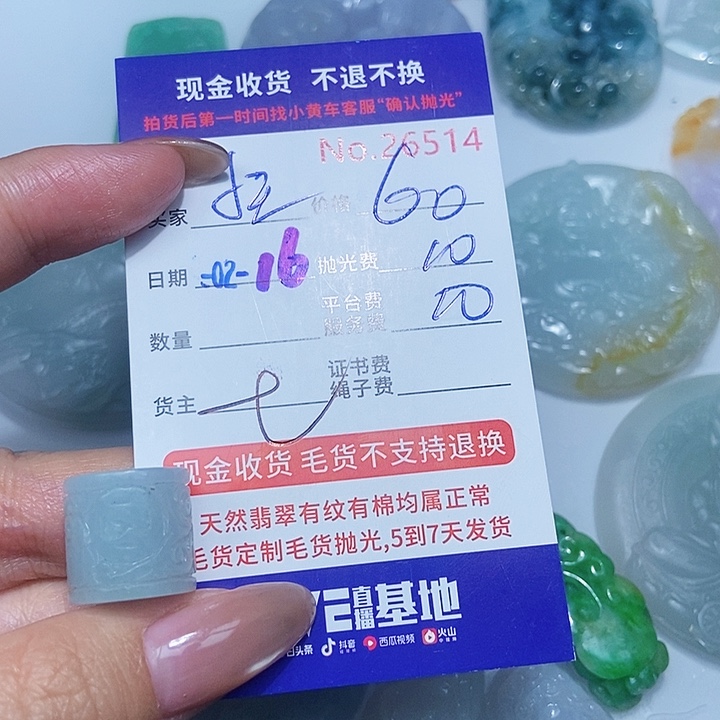 现金收货 不退不换
拍货后第一时间找小黄车客服“确认抛光”
No.26514
买家 价格 60
日期 -02-16 抛光费 10
数量 平台费 服务费 10
货主 七 证书费 绳子费
现金收货 毛货不支持退换
天然翡翠有纹有棉均属正常
毛货定制毛货抛光,5到7天发货
直播基地
头条 抖音 西瓜视频 火山